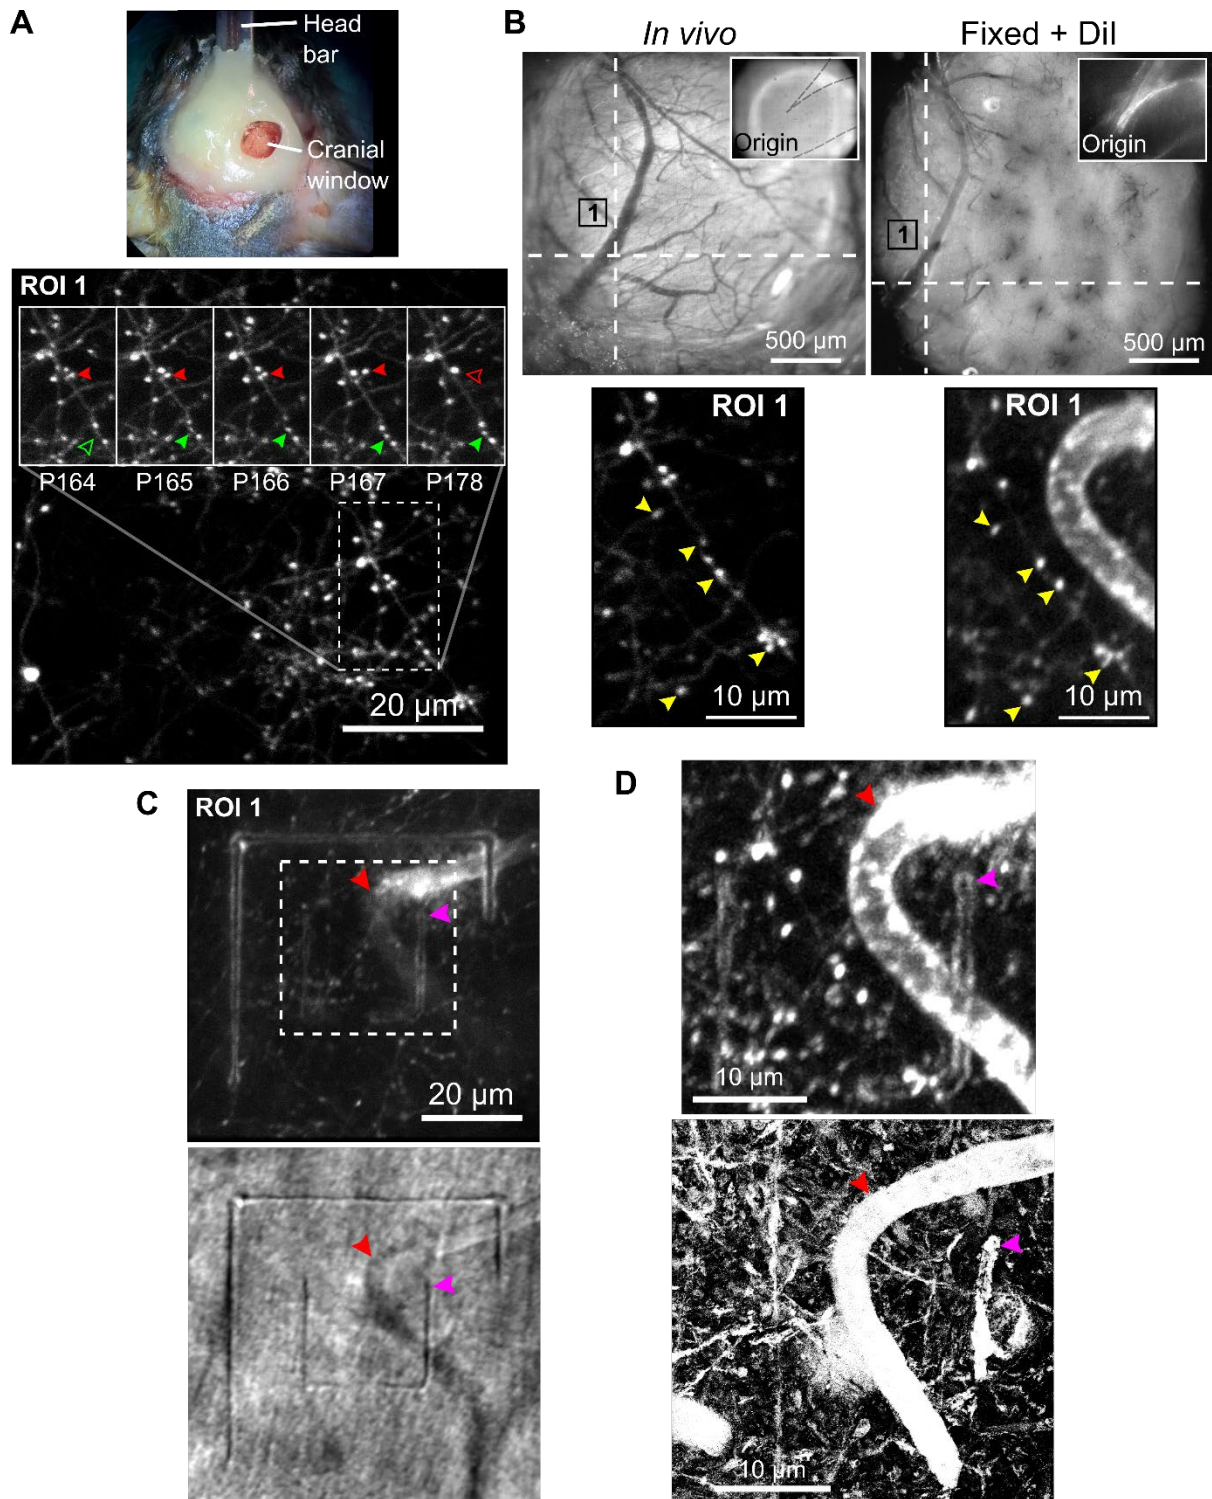 A
Head
bar
Cranial
window
ROI 1
P164 P165 P166 P167 P178
20 µm
B
In vivo
Fixed + DiI
Origin
Origin
1
1
500 µm
500 µm
ROI 1
ROI 1
10 µm
10 µm
C
ROI 1
20 µm
D
10 µm
10 µm